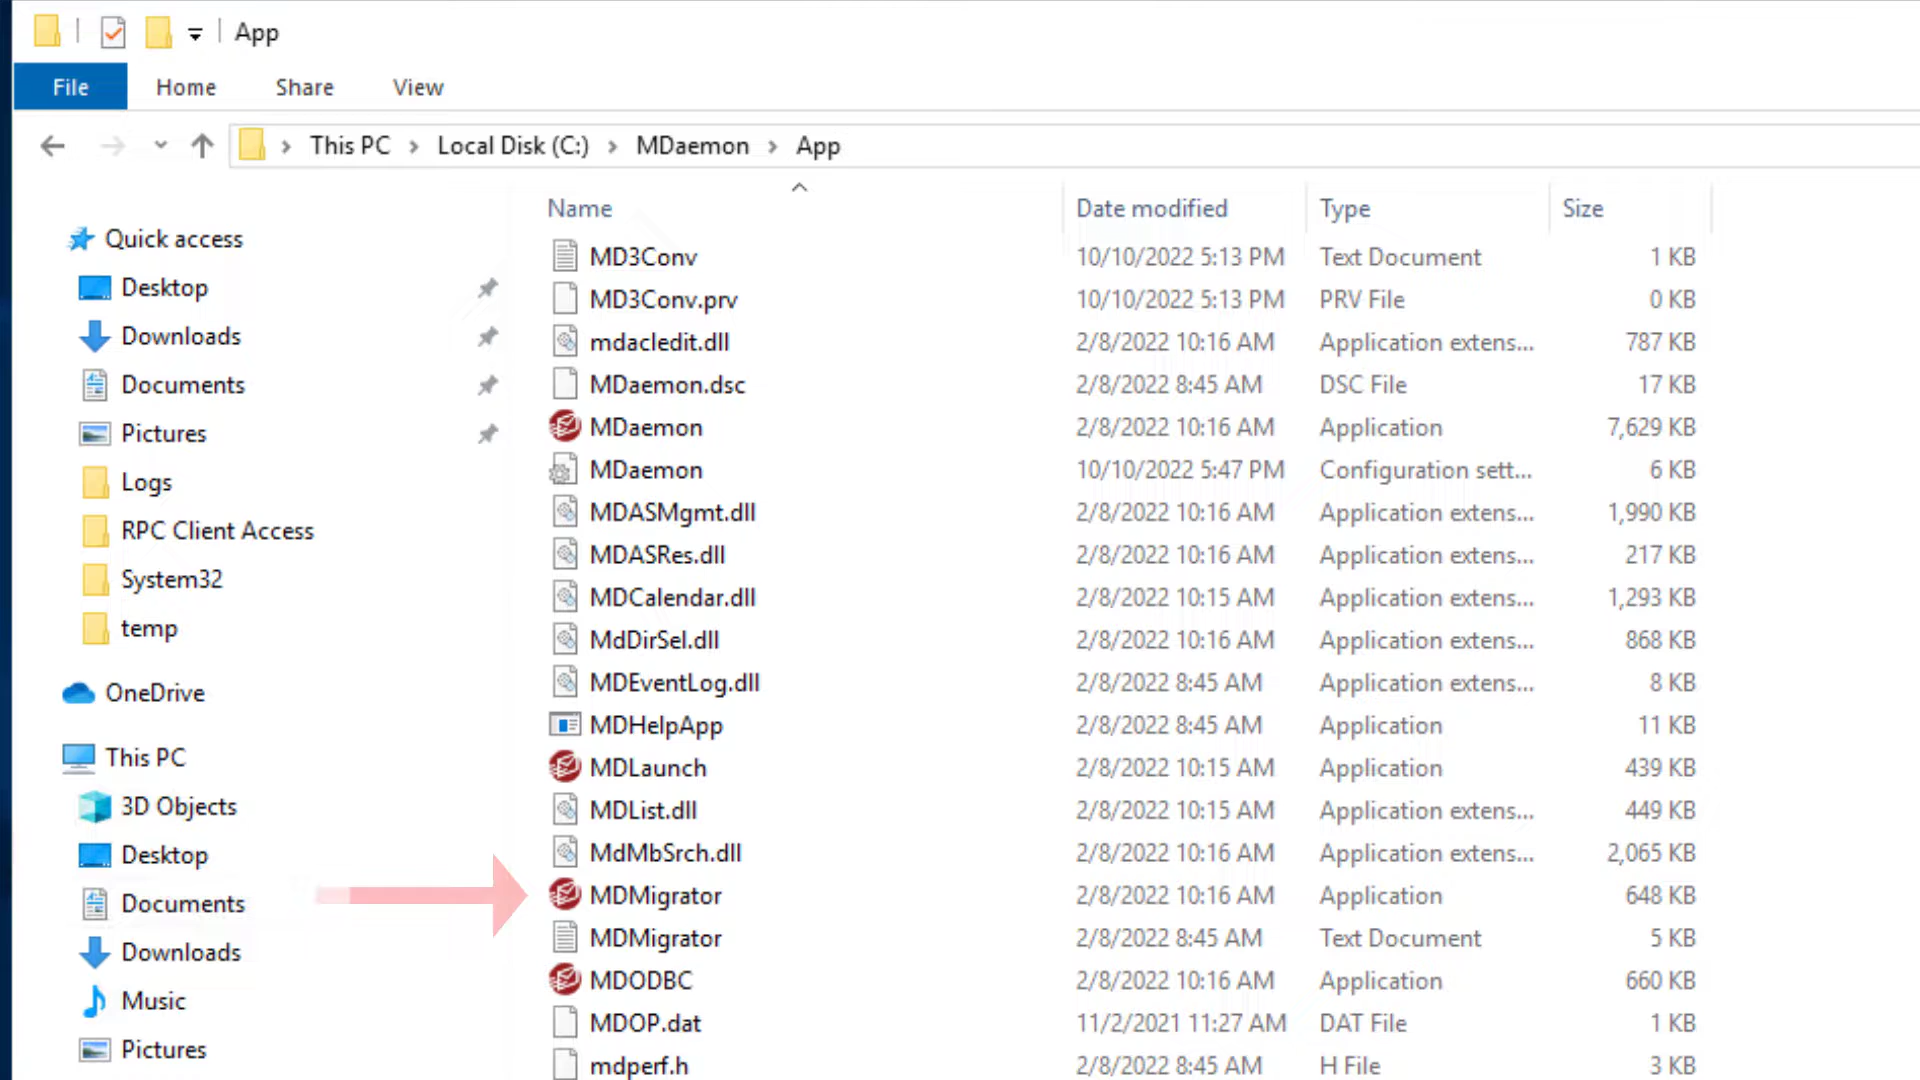 App
File Home Share View
This PC Local Disk (C:) MDaemon App
Name Date modified Type Size
Quick access
Desktop
Downloads
Documents
Pictures
Logs
RPC Client Access
System32
temp
OneDrive
This PC
3D Objects
Desktop
Documents
Downloads
Music
Pictures
MD3Conv 10/10/2022 5:13 PM Text Document 1 KB
MD3Conv.prv 10/10/2022 5:13 PM PRV File 0 KB
mdacledit.dll 2/8/2022 10:16 AM Application extens... 787 KB
MDaemon.dsc 2/8/2022 8:45 AM DSC File 17 KB
MDaemon 2/8/2022 10:16 AM Application 7,629 KB
MDaemon 10/10/2022 5:47 PM Configuration sett... 6 KB
MDASMgmt.dll 2/8/2022 10:16 AM Application extens... 1,990 KB
MDASRes.dll 2/8/2022 10:16 AM Application extens... 217 KB
MDCalendar.dll 2/8/2022 10:15 AM Application extens... 1,293 KB
MdDirSel.dll 2/8/2022 10:16 AM Application extens... 868 KB
MDEventLog.dll 2/8/2022 8:45 AM Application extens... 8 KB
MDHelpApp 2/8/2022 8:45 AM Application 11 KB
MDLaunch 2/8/2022 10:15 AM Application 439 KB
MDList.dll 2/8/2022 10:15 AM Application extens... 449 KB
MdMbSrch.dll 2/8/2022 10:16 AM Application extens... 2,065 KB
MDMigrator 2/8/2022 10:16 AM Application 648 KB
MDMigrator 2/8/2022 8:45 AM Text Document 5 KB
MDODBC 2/8/2022 10:16 AM Application 660 KB
MDOP.dat 11/2/2021 11:27 AM DAT File 1 KB
mdperf.h 2/8/2022 8:45 AM H File 3 KB